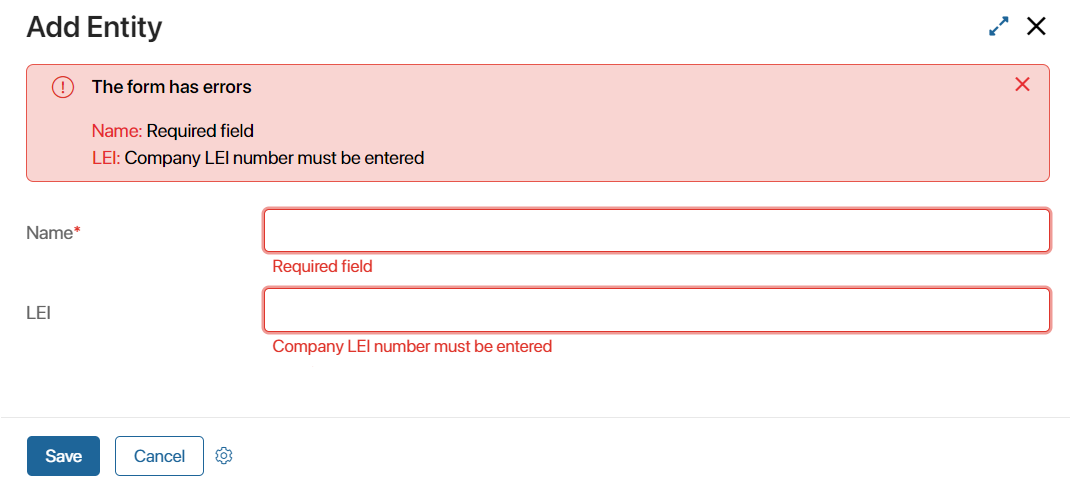 Add Entity
The form has errors
Name: Required field
LEI: Company LEI number must be entered
Name*
Required field
LEI
Company LEI number must be entered
Save Cancel